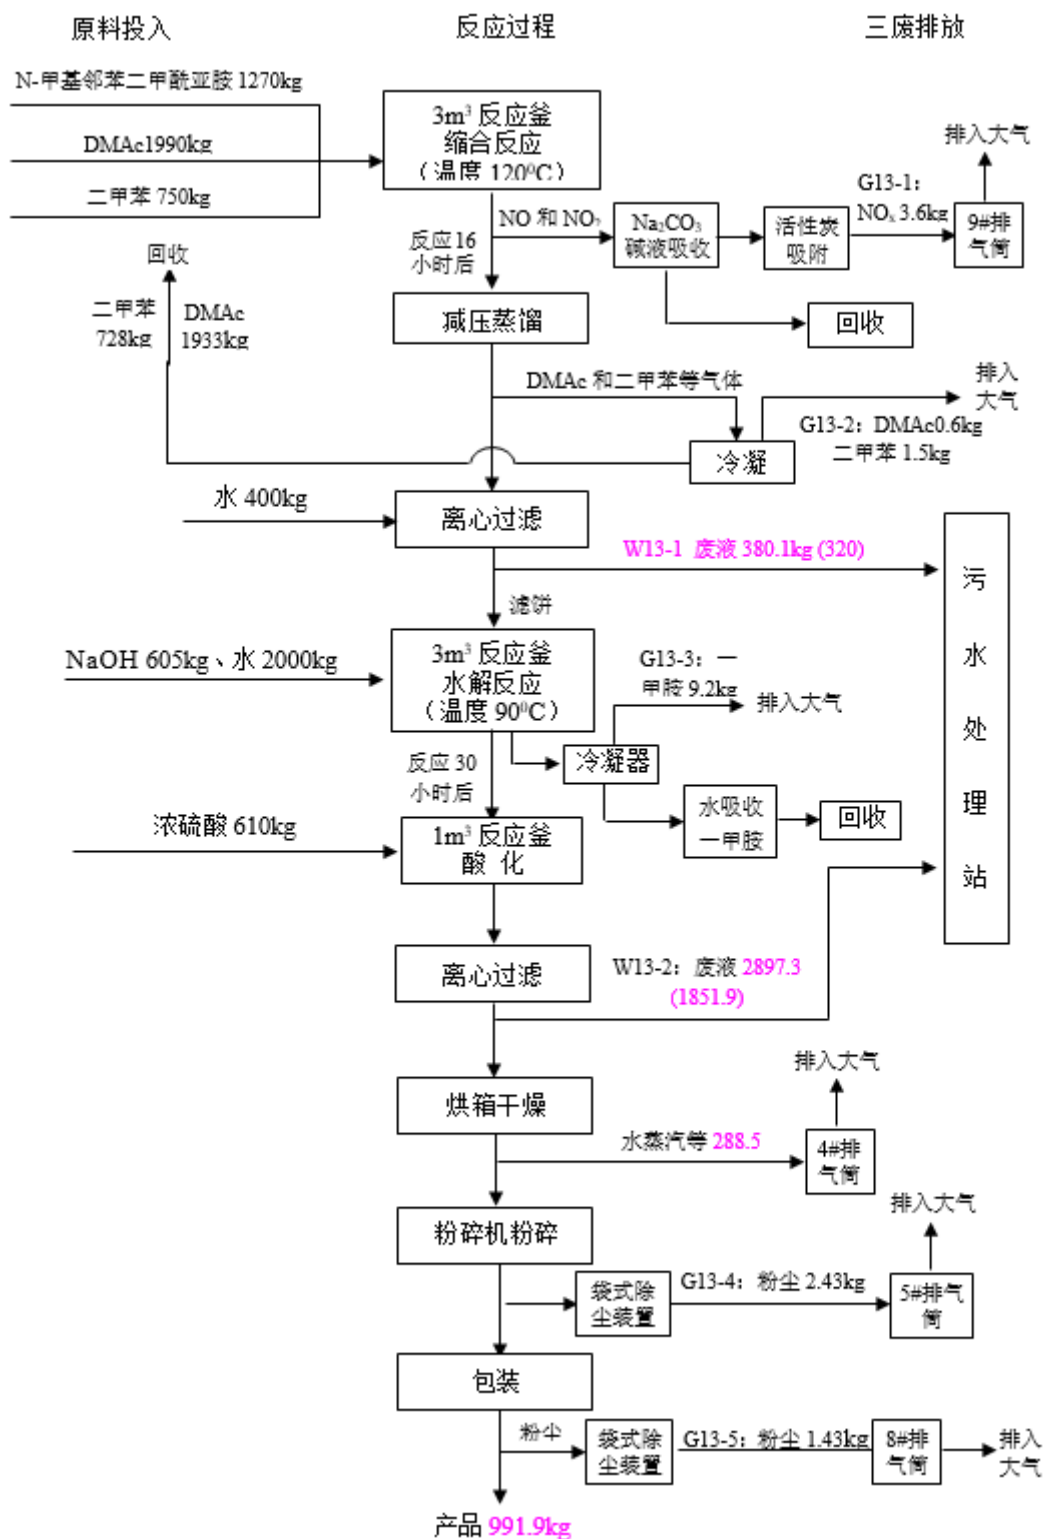 原料投入
反应过程
三废排放
N-甲基邻苯二甲酰亚胺 1270kg
DMAc1990kg
二甲苯 750kg
3m³ 反应釜
缩合反应
（温度 120⁰C）
NO 和 NO₂
Na₂CO₃
碱液吸收
活性炭
吸附
G13-1：
NOₓ 3.6kg
9#排
气筒
排入大气
反应 16
小时后
回收
回收
二甲苯
728kg
DMAc
1933kg
减压蒸馏
DMAc 和二甲苯等气体
排入
大气
G13-2：DMAc0.6kg
二甲苯 1.5kg
冷凝
水 400kg
离心过滤
W13-1 废液 380.1kg (320)
污
水
处
理
站
滤饼
NaOH 605kg、水 2000kg
3m³ 反应釜
水解反应
（温度 90⁰C）
G13-3：一
甲胺 9.2kg
排入大气
冷凝器
反应 30
小时后
水吸收
一甲胺
回收
浓硫酸 610kg
1m³ 反应釜
酸 化
离心过滤
W13-2：废液 2897.3
(1851.9)
烘箱干燥
水蒸汽等 288.5
4#排
气筒
排入大气
粉碎机粉碎
袋式除
尘装置
G13-4：粉尘 2.43kg
5#排气
筒
排入大气
包装
粉尘
袋式除
尘装置
G13-5：粉尘 1.43kg
8#排
气筒
排入
大气
产品 991.9kg